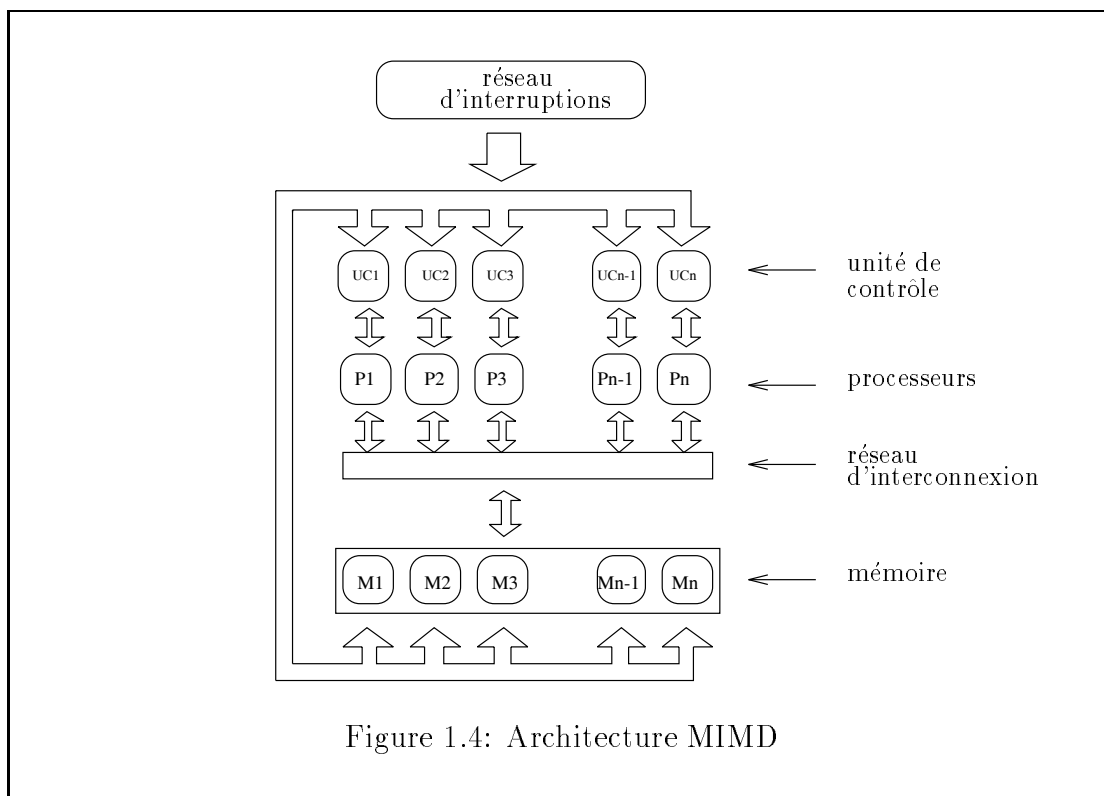 réseau
d'interruptions
UC1 UC2 UC3 UCn-1 UCn
unité de
contrôle
P1 P2 P3 Pn-1 Pn
processeurs
réseau
d'interconnexion
M1 M2 M3 Mn-1 Mn
mémoire
Figure 1.4: Architecture MIMD